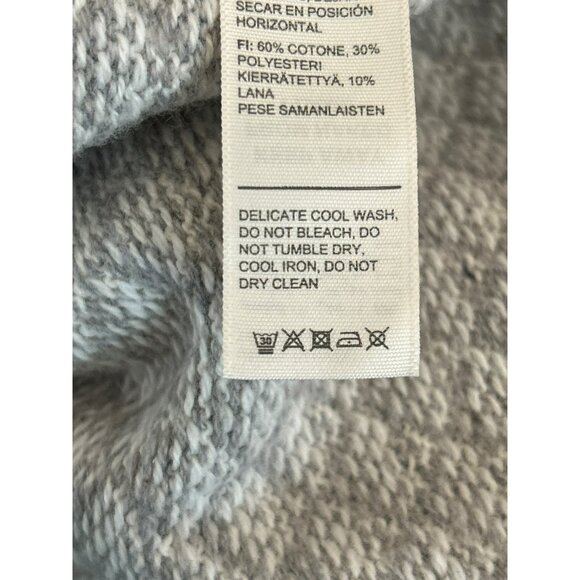 SECAR EN POSICIÓN
HORIZONTAL
FI: 60% COTONE, 30%
POLYESTERI
KIERRÄTETTYÄ, 10%
LANA
PESE SAMANLAISTEN
DELICATE COOL WASH,
DO NOT BLEACH, DO
NOT TUMBLE DRY,
COOL IRON, DO NOT
DRY CLEAN
30